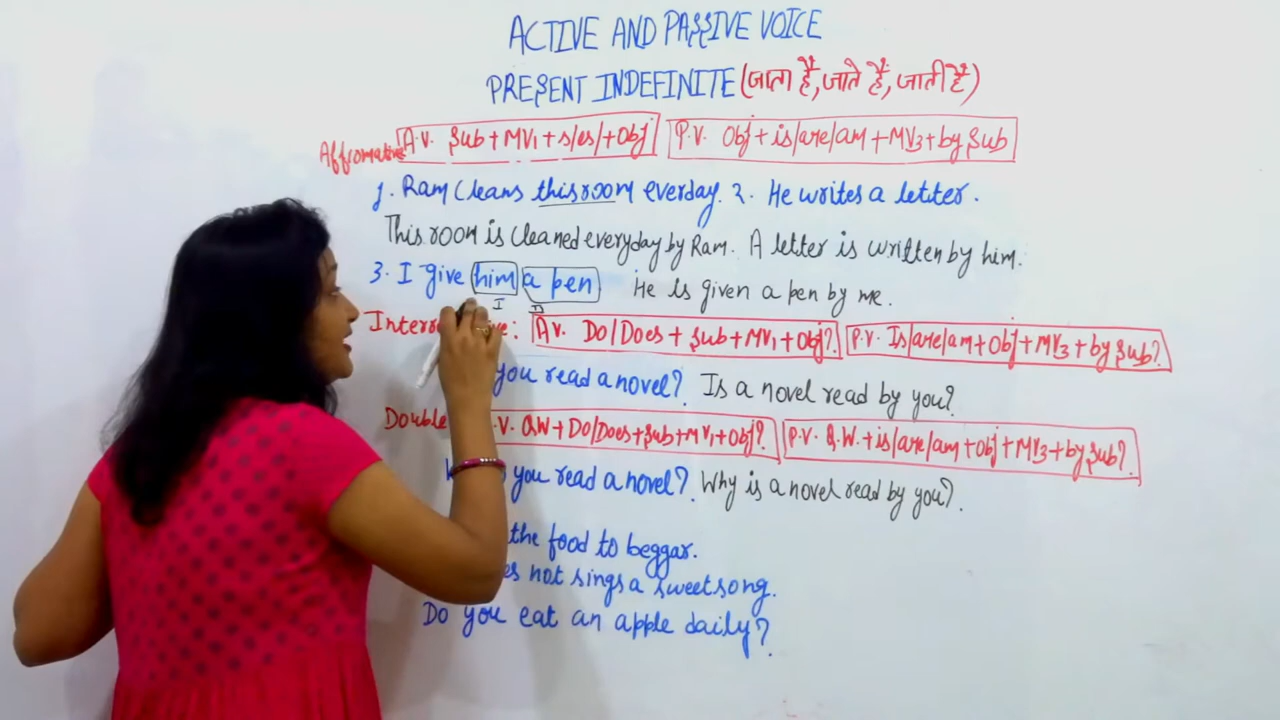 ACTIVE AND PASSIVE VOICE
PRESENT INDEFINITE (जाता है, जाते हैं, जाती है)
Affromative A.V. Sub+MV1+s/es/+Obj P.V. Obj+is/are/am+MV3+by Sub
1. Ram Cleans this room everday. 2. He writes a letter.
This room is cleaned everyday by Ram. A letter is written by him.
3. I give him a pen He is given a pen by me.
I D
: A.V. Do/Does + Sub+MV1+Obj? P.V. Is/are/am+Obj+MV3+by Sub?
you read a novel? Is a novel read by you?
Double .V. Q.W+Do/Does+Sub+MV1+Obj? P.V. Q.W.+is/are/am+Obj+MV3+by Sub?
you read a novel? Why is a novel read by you?
the food to beggar.
not sings a sweet song.
Do you eat an apple daily?